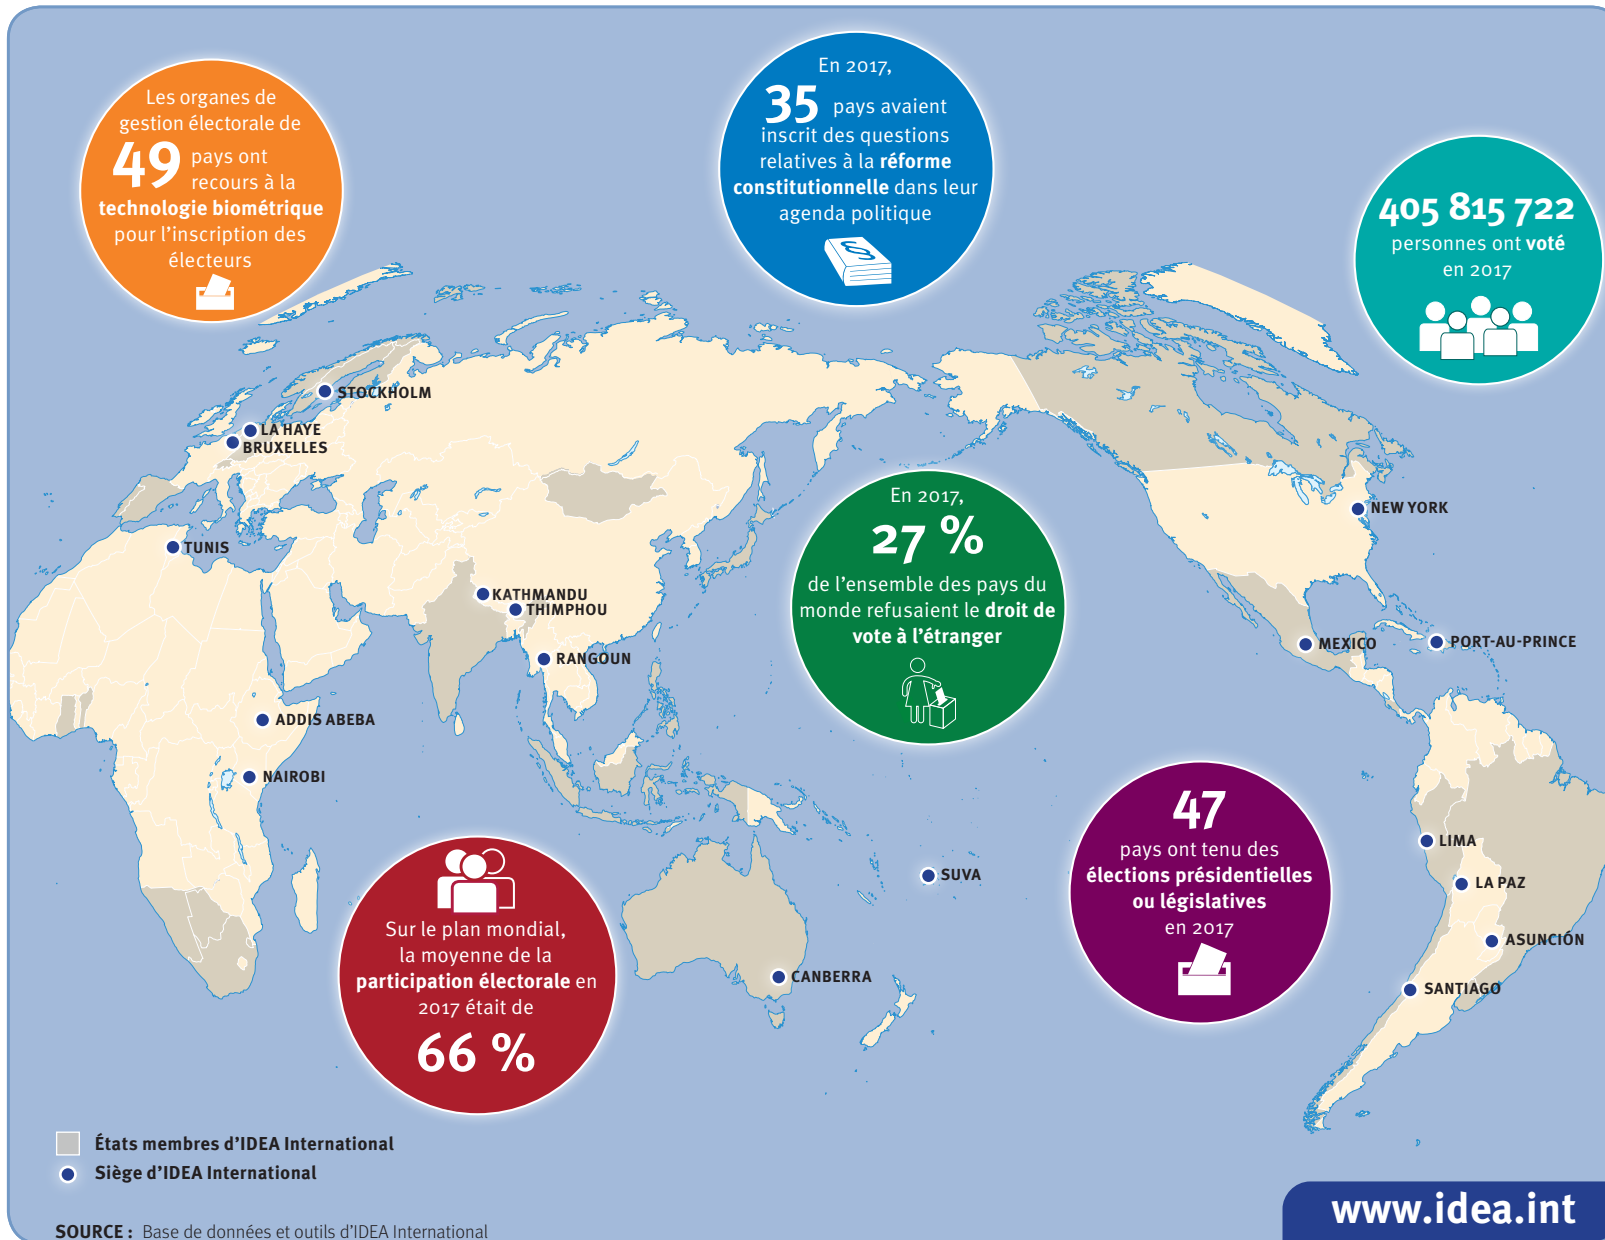 Les organes de
gestion électorale de
49 pays ont
recours à la
technologie biométrique
pour l'inscription des
électeurs
En 2017,
35 pays avaient
inscrit des questions
relatives à la réforme
constitutionnelle dans leur
agenda politique
405 815 722
personnes ont voté
en 2017
STOCKHOLM
LA HAYE
BRUXELLES
TUNIS
KATHMANDU
THIMPHOU
RANGOUN
ADDIS ABEBA
NAIROBI
En 2017,
27 %
de l'ensemble des pays du
monde refusaient le droit de
vote à l'étranger
NEW YORK
MEXICO
PORT-AU-PRINCE
LIMA
LA PAZ
ASUNCIÓN
SANTIAGO
SUVA
CANBERRA
47
pays ont tenu des
élections présidentielles
ou législatives
en 2017
Sur le plan mondial,
la moyenne de la
participation électorale en
2017 était de
66 %
États membres d'IDEA International
Siège d'IDEA International
SOURCE : Base de données et outils d'IDEA International
www.idea.int